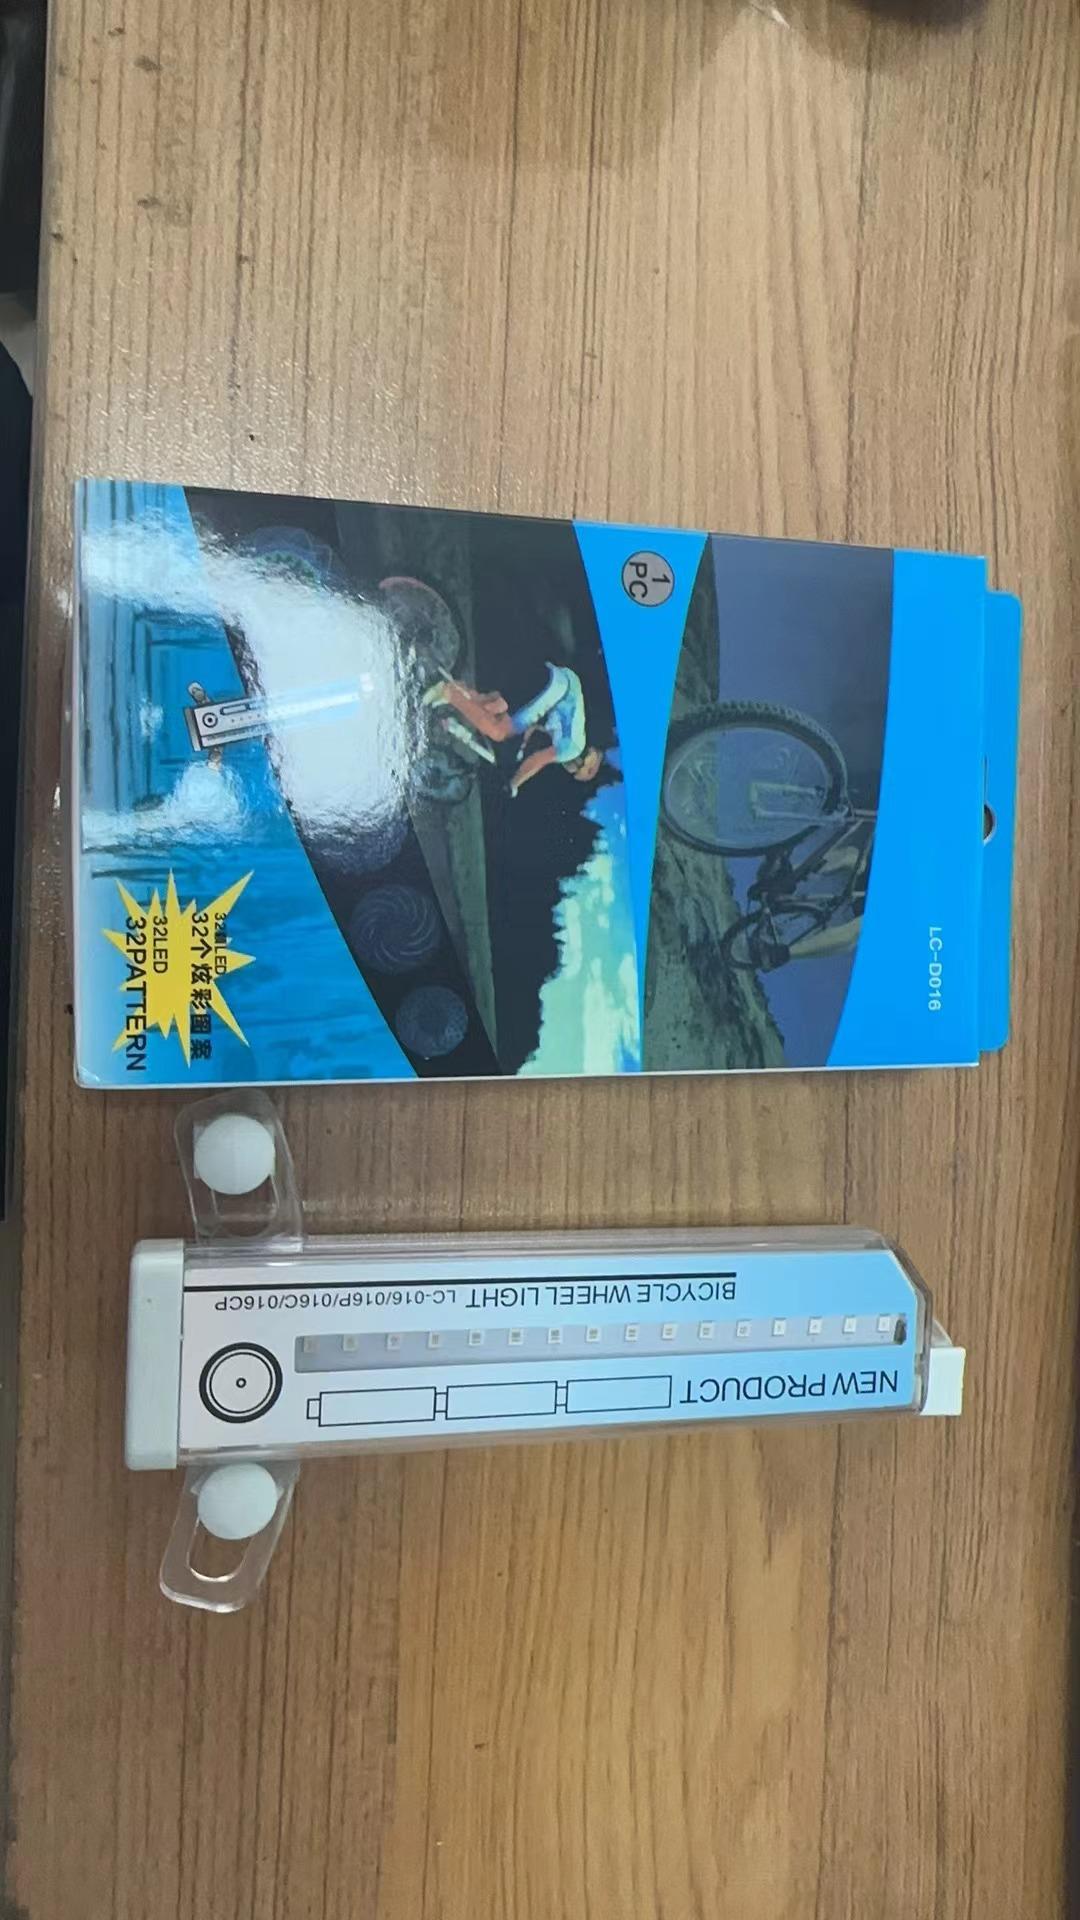 LC-D016
1
PC
32颗LED
32个炫彩图案
32LED
32PATTERN
NEW PRODUCT
BICYCLE WHEEL LIGHT LC-016/016P/016C/016CP